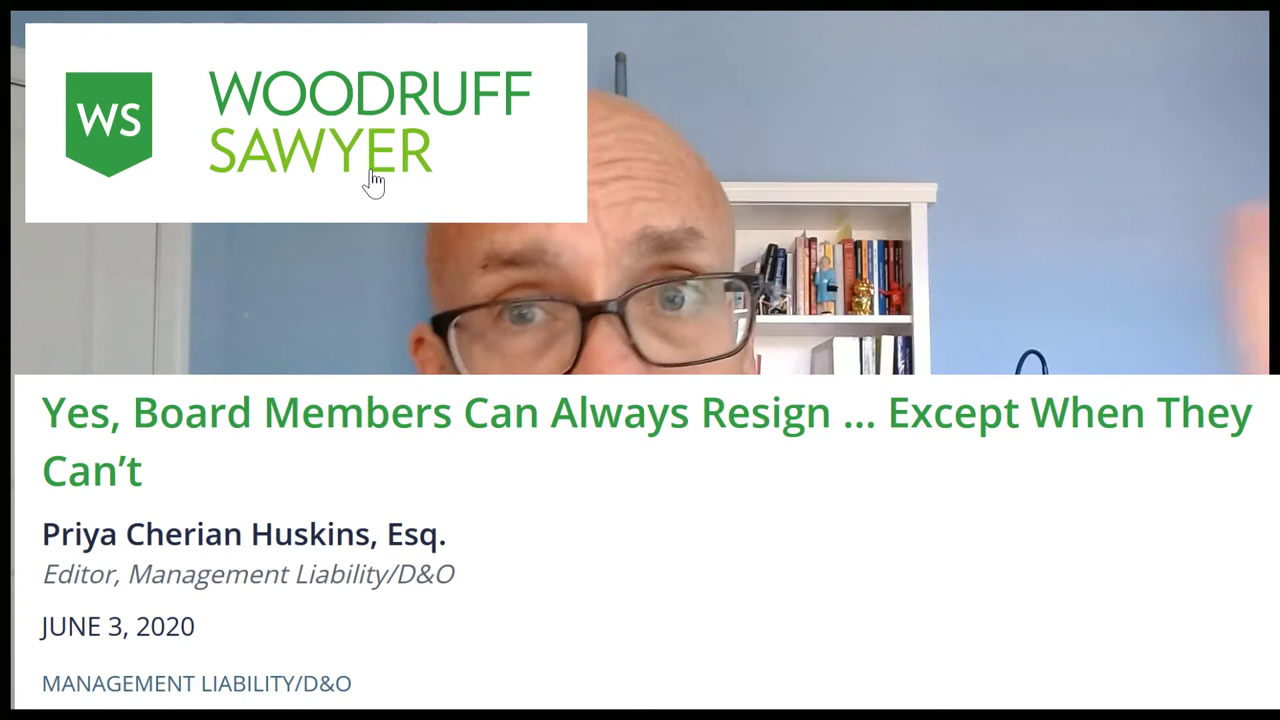 WS
WOODRUFF
SAWYER
Yes, Board Members Can Always Resign ... Except When They
Can’t
Priya Cherian Huskins, Esq.
Editor, Management Liability/D&O
JUNE 3, 2020
MANAGEMENT LIABILITY/D&O